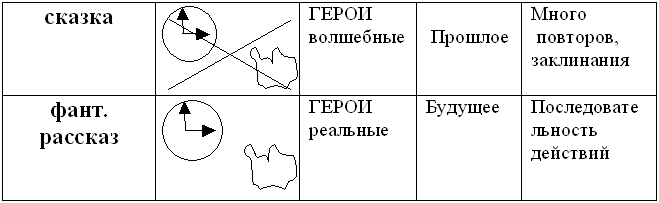 сказка
ГЕРОИ
волшебные
Прошлое
Много
повторов,
заклинания
фант.
рассказ
ГЕРОИ
реальные
Будущее
Последовате
льность
действий